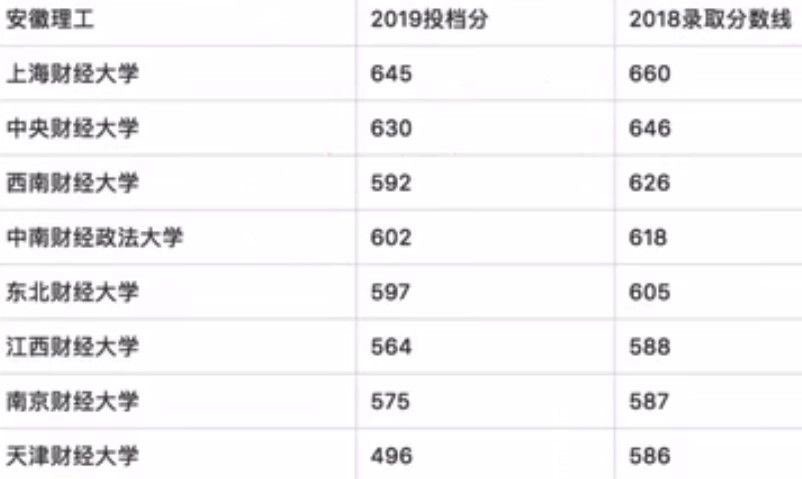 安徽理工 2019投档分 2018录取分数线
上海财经大学 645 660
中央财经大学 630 646
西南财经大学 592 626
中南财经政法大学 602 618
东北财经大学 597 605
江西财经大学 564 588
南京财经大学 575 587
天津财经大学 496 586